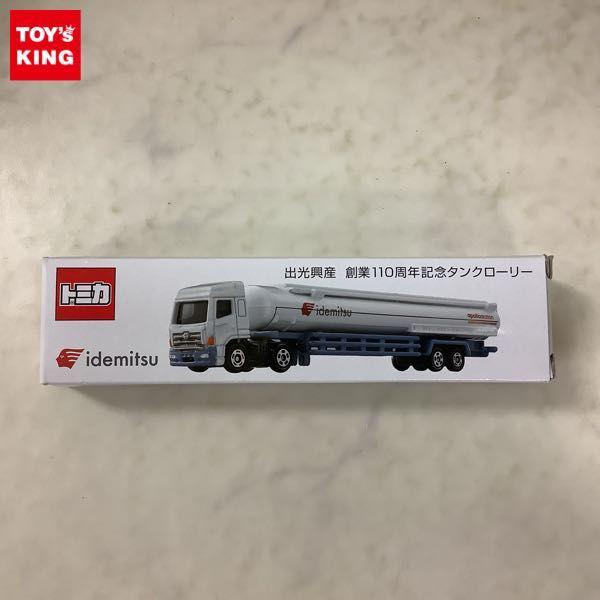 TOY'S
KING
出光興産 創業110周年記念タンクローリー
トミカ
idemitsu
idemitsu
apollostation